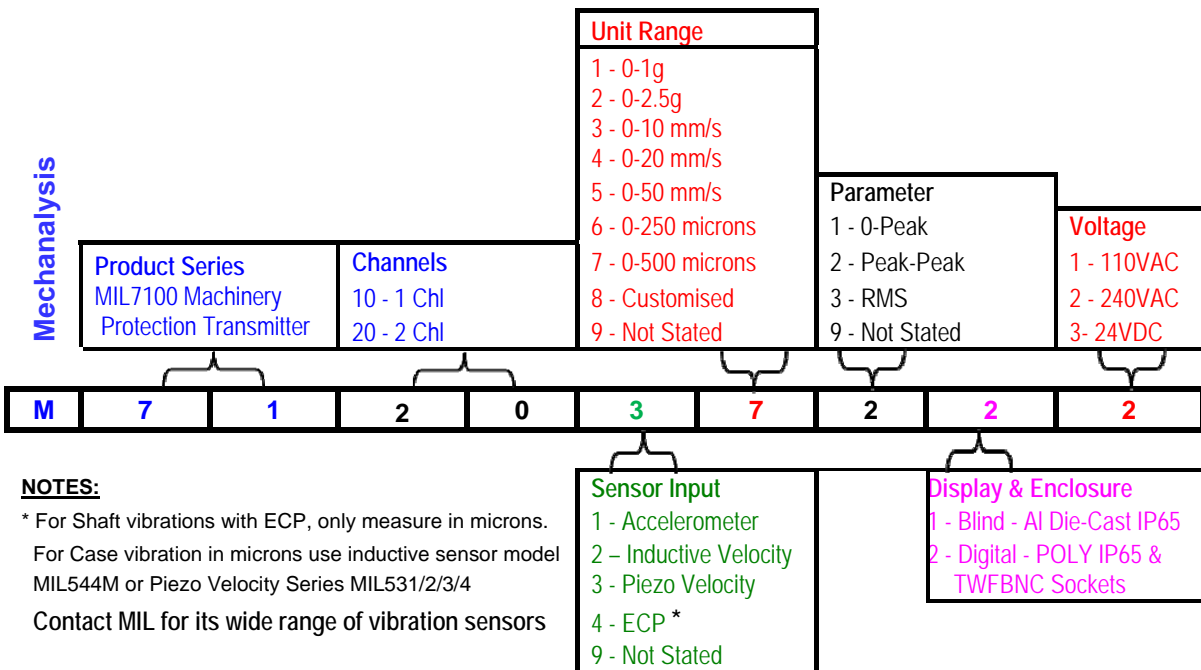 Mechanalysis
Product Series
MIL7100 Machinery
Protection Transmitter
Channels
10 - 1 Chl
20 - 2 Chl
Unit Range
1 - 0-1g
2 - 0-2.5g
3 - 0-10 mm/s
4 - 0-20 mm/s
5 - 0-50 mm/s
6 - 0-250 microns
7 - 0-500 microns
8 - Customised
9 - Not Stated
Parameter
1 - 0-Peak
2 - Peak-Peak
3 - RMS
9 - Not Stated
Voltage
1 - 110VAC
2 - 240VAC
3- 24VDC
M 7 1 2 0 3 7 2 2 2
NOTES:
* For Shaft vibrations with ECP, only measure in microns.
For Case vibration in microns use inductive sensor model
MIL544M or Piezo Velocity Series MIL531/2/3/4
Contact MIL for its wide range of vibration sensors
Sensor Input
1 - Accelerometer
2 – Inductive Velocity
3 - Piezo Velocity
4 - ECP *
9 - Not Stated
Display & Enclosure
1 - Blind - Al Die-Cast IP65
2 - Digital - POLY IP65 &
TWFBNC Sockets